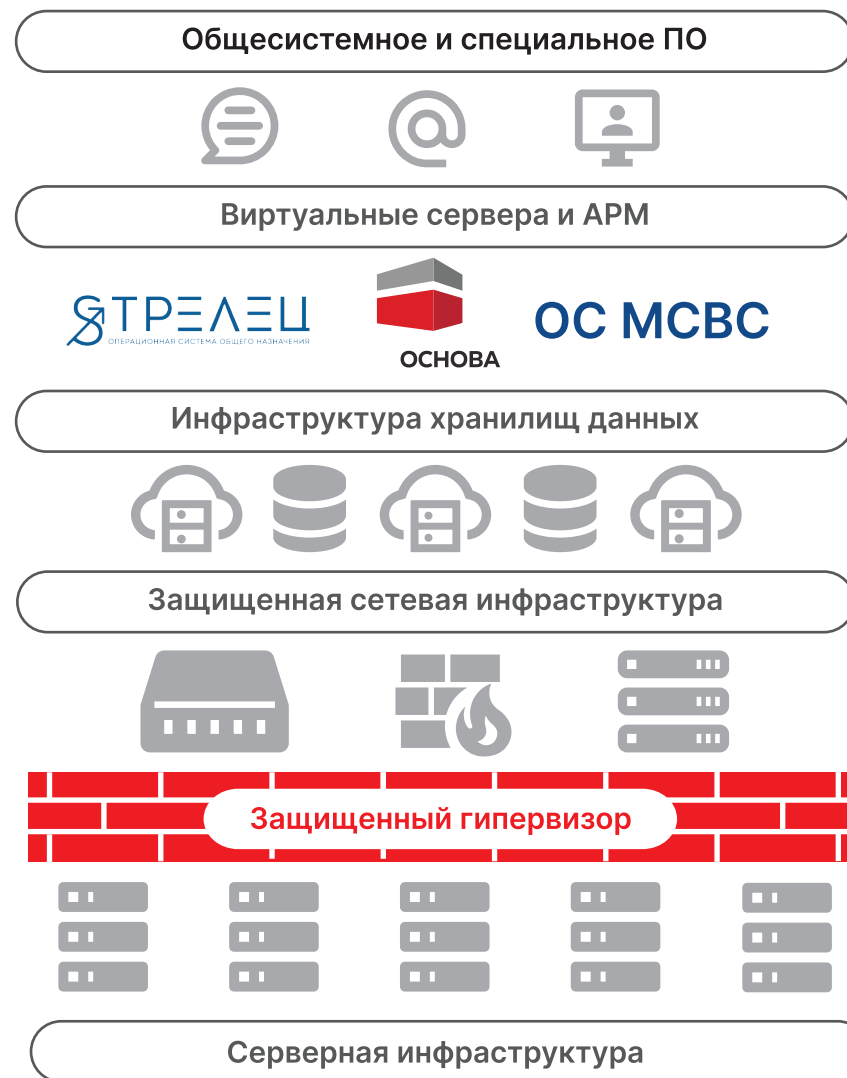 Общесистемное и специальное ПО
Виртуальные сервера и АРМ
СТРЕЛЕЦ
ОПЕРАЦИОННАЯ СИСТЕМА ОБЩЕГО НАЗНАЧЕНИЯ
ОСНОВА
ОС МСВС
Инфраструктура хранилищ данных
Защищенная сетевая инфраструктура
Защищенный гипервизор
Серверная инфраструктура